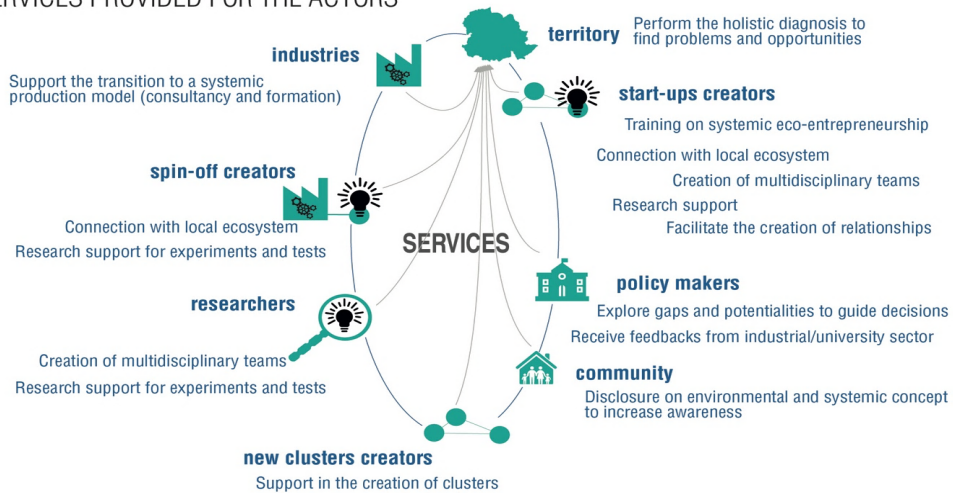 SERVICES PROVIDED FOR THE ACTORS
territory
Perform the holistic diagnosis to
find problems and opportunities
industries
Support the transition to a systemic
production model (consultancy and formation)
start-ups creators
Training on systemic eco-entrepreneurship
Connection with local ecosystem
Creation of multidisciplinary teams
Research support
Facilitate the creation of relationships
spin-off creators
Connection with local ecosystem
Research support for experiments and tests
SERVICES
policy makers
Explore gaps and potentialities to guide decisions
Receive feedbacks from industrial/university sector
researchers
Creation of multidisciplinary teams
Research support for experiments and tests
community
Disclosure on environmental and systemic concept
to increase awareness
new clusters creators
Support in the creation of clusters